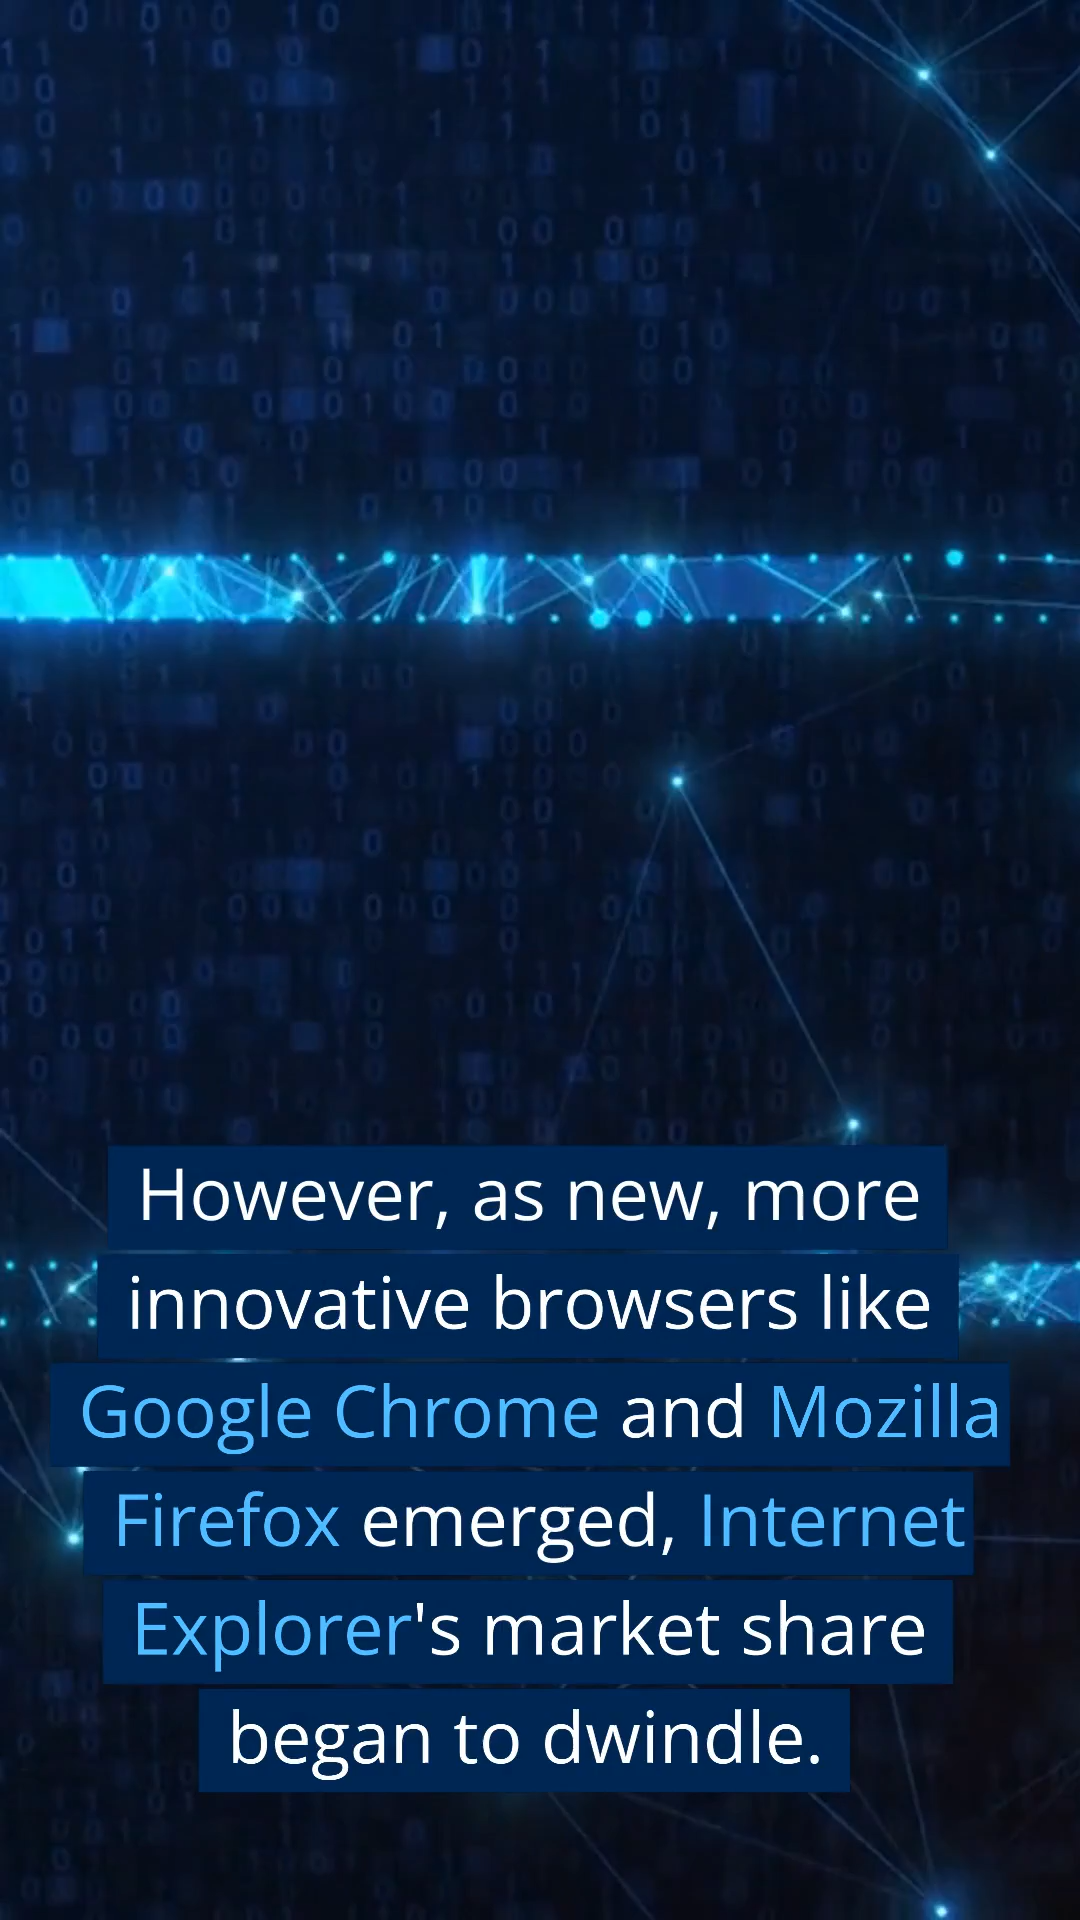 However, as new, more
innovative browsers like
Google Chrome and Mozilla
Firefox emerged, Internet
Explorer's market share
began to dwindle.